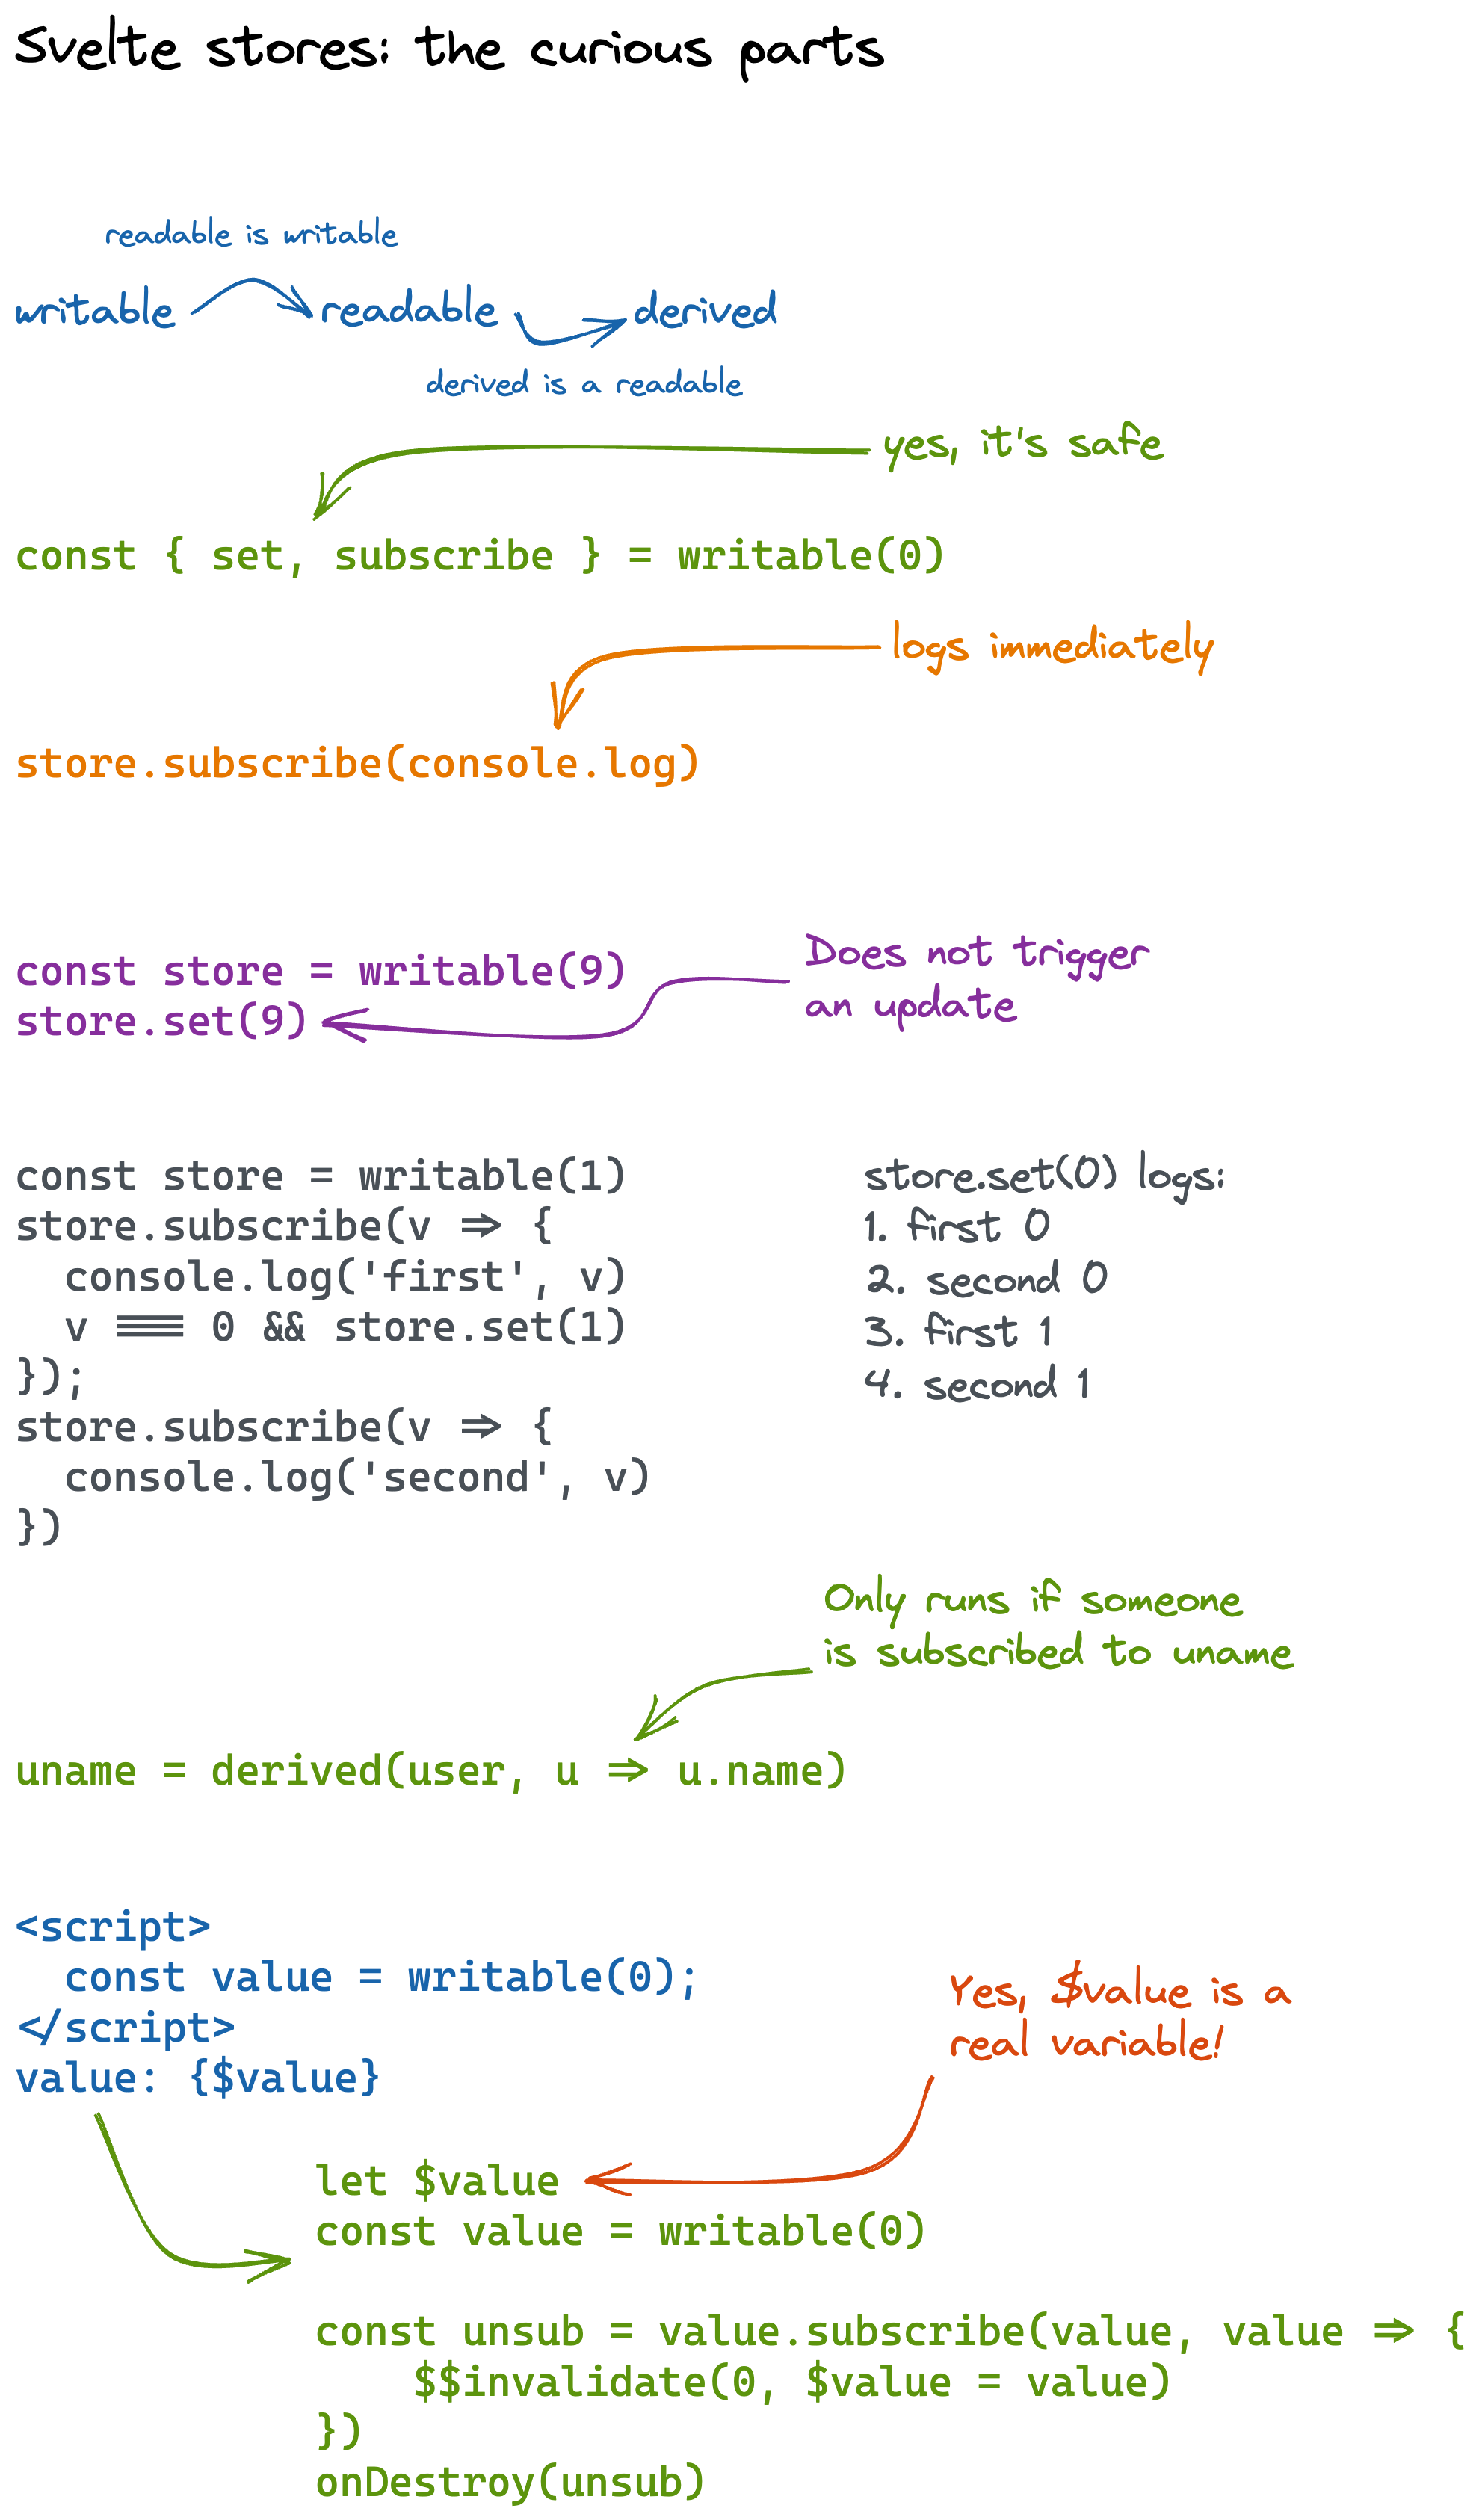 Svelte stores: the curious parts
readable is writable
writable readable derived
derived is a readable
yes, it's safe
const { set, subscribe } = writable(0)
logs immediately
store.subscribe(console.log)
const store = writable(9)
store.set(9)
Does not trigger
an update
const store = writable(1)
store.subscribe(v => {
  console.log('first', v)
  v === 0 && store.set(1)
});
store.subscribe(v => {
  console.log('second', v)
})
store.set(0) logs:
1. first 0
2. second 0
3. first 1
4. second 1
Only runs if someone
is subscribed to uname
uname = derived(user, u => u.name)
<script>
  const value = writable(0);
</script>
value: {$value}
Yes, $value is a
real variable!
let $value
const value = writable(0)
const unsub = value.subscribe(value, value => {
    $$invalidate(0, $value = value)
})
onDestroy(unsub)